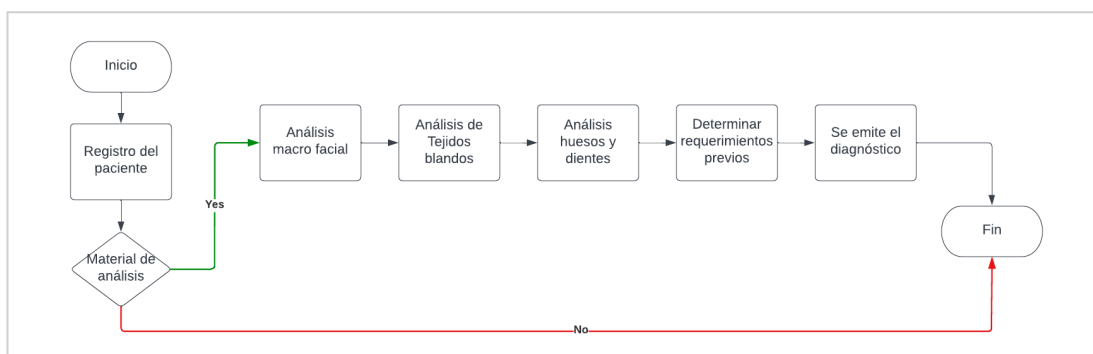 Inicio
Registro del
paciente
Material de
análisis
Yes
No
Análisis
macro facial
Análisis de
Tejidos
blandos
Análisis
huesos y
dientes
Determinar
requerimientos
previos
Se emite el
diagnóstico
Fin